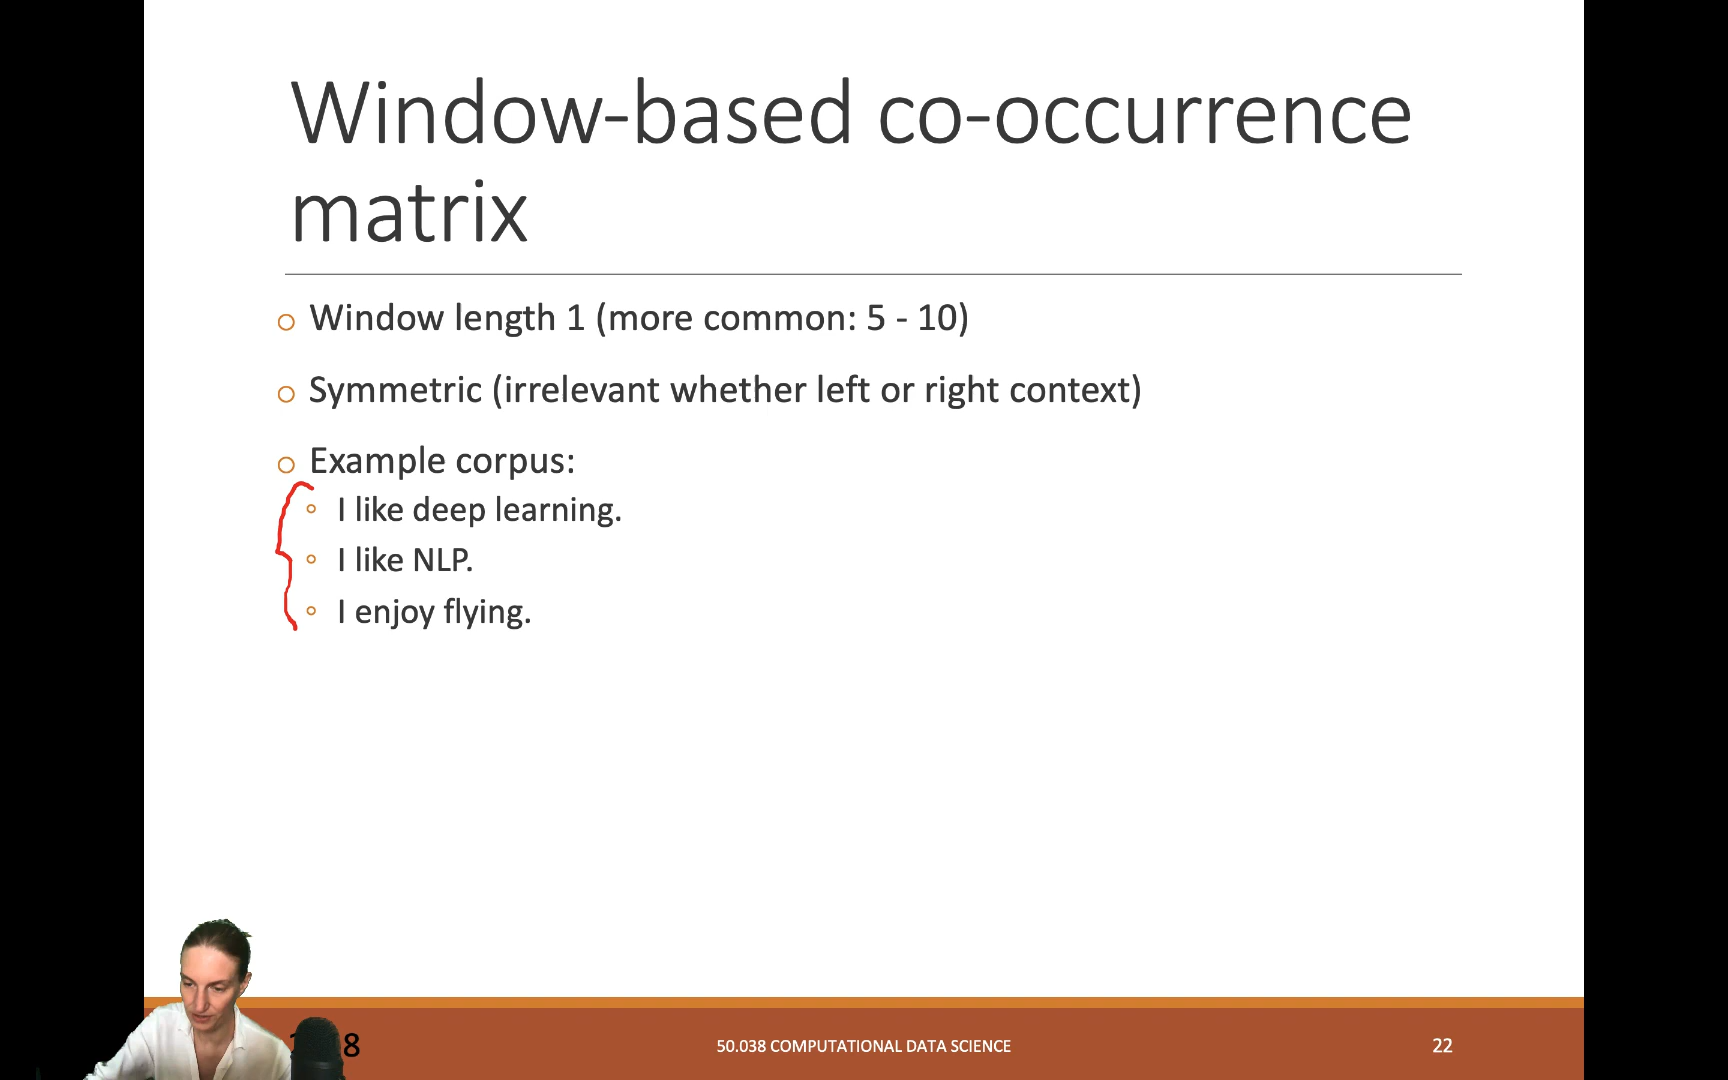 Window-based co-occurrence
matrix
Window length 1 (more common: 5 - 10)
Symmetric (irrelevant whether left or right context)
Example corpus:
I like deep learning.
I like NLP.
I enjoy flying.
50.038 COMPUTATIONAL DATA SCIENCE
22